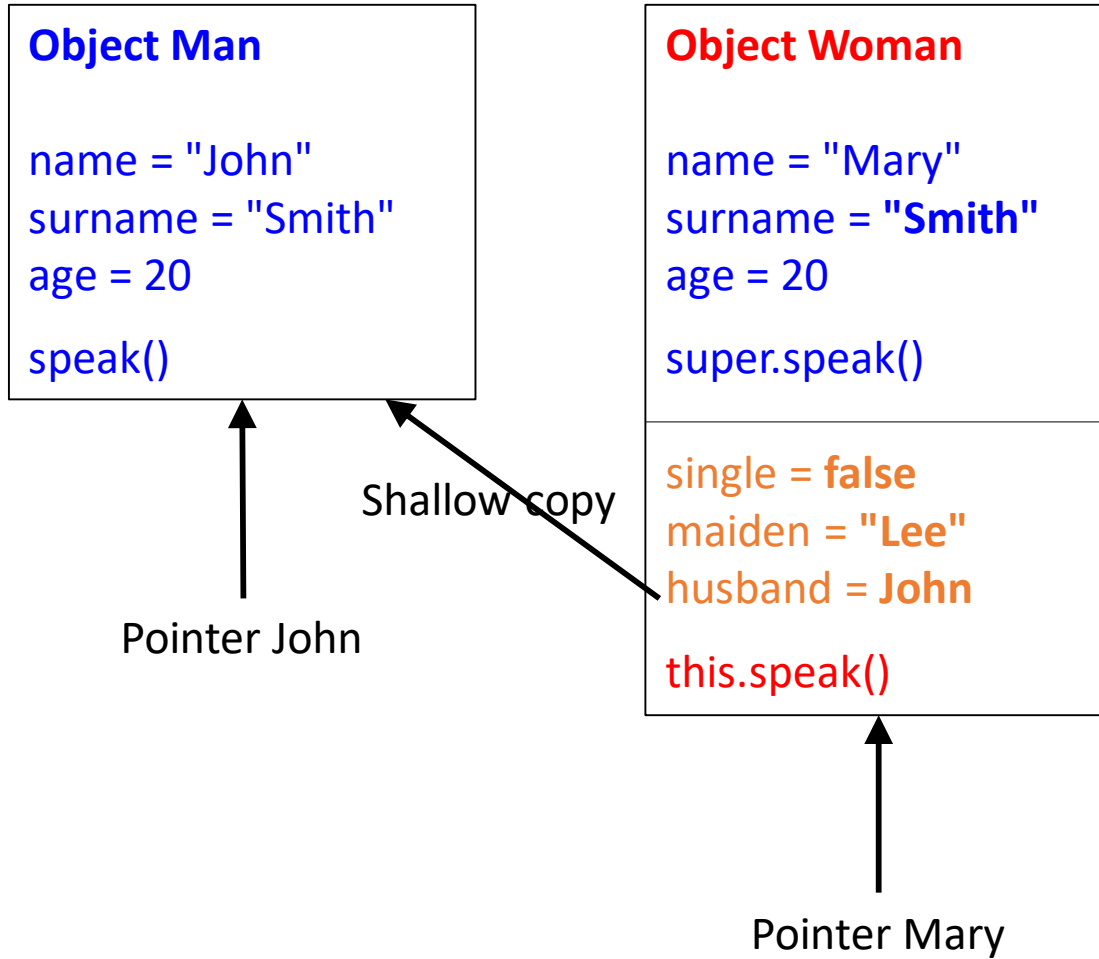 Object Man
name = "John"
surname = "Smith"
age = 20
speak()
Object Woman
name = "Mary"
surname = "Smith"
age = 20
super.speak()
single = false
maiden = "Lee"
husband = John
this.speak()
Shallow copy
Pointer John
Pointer Mary